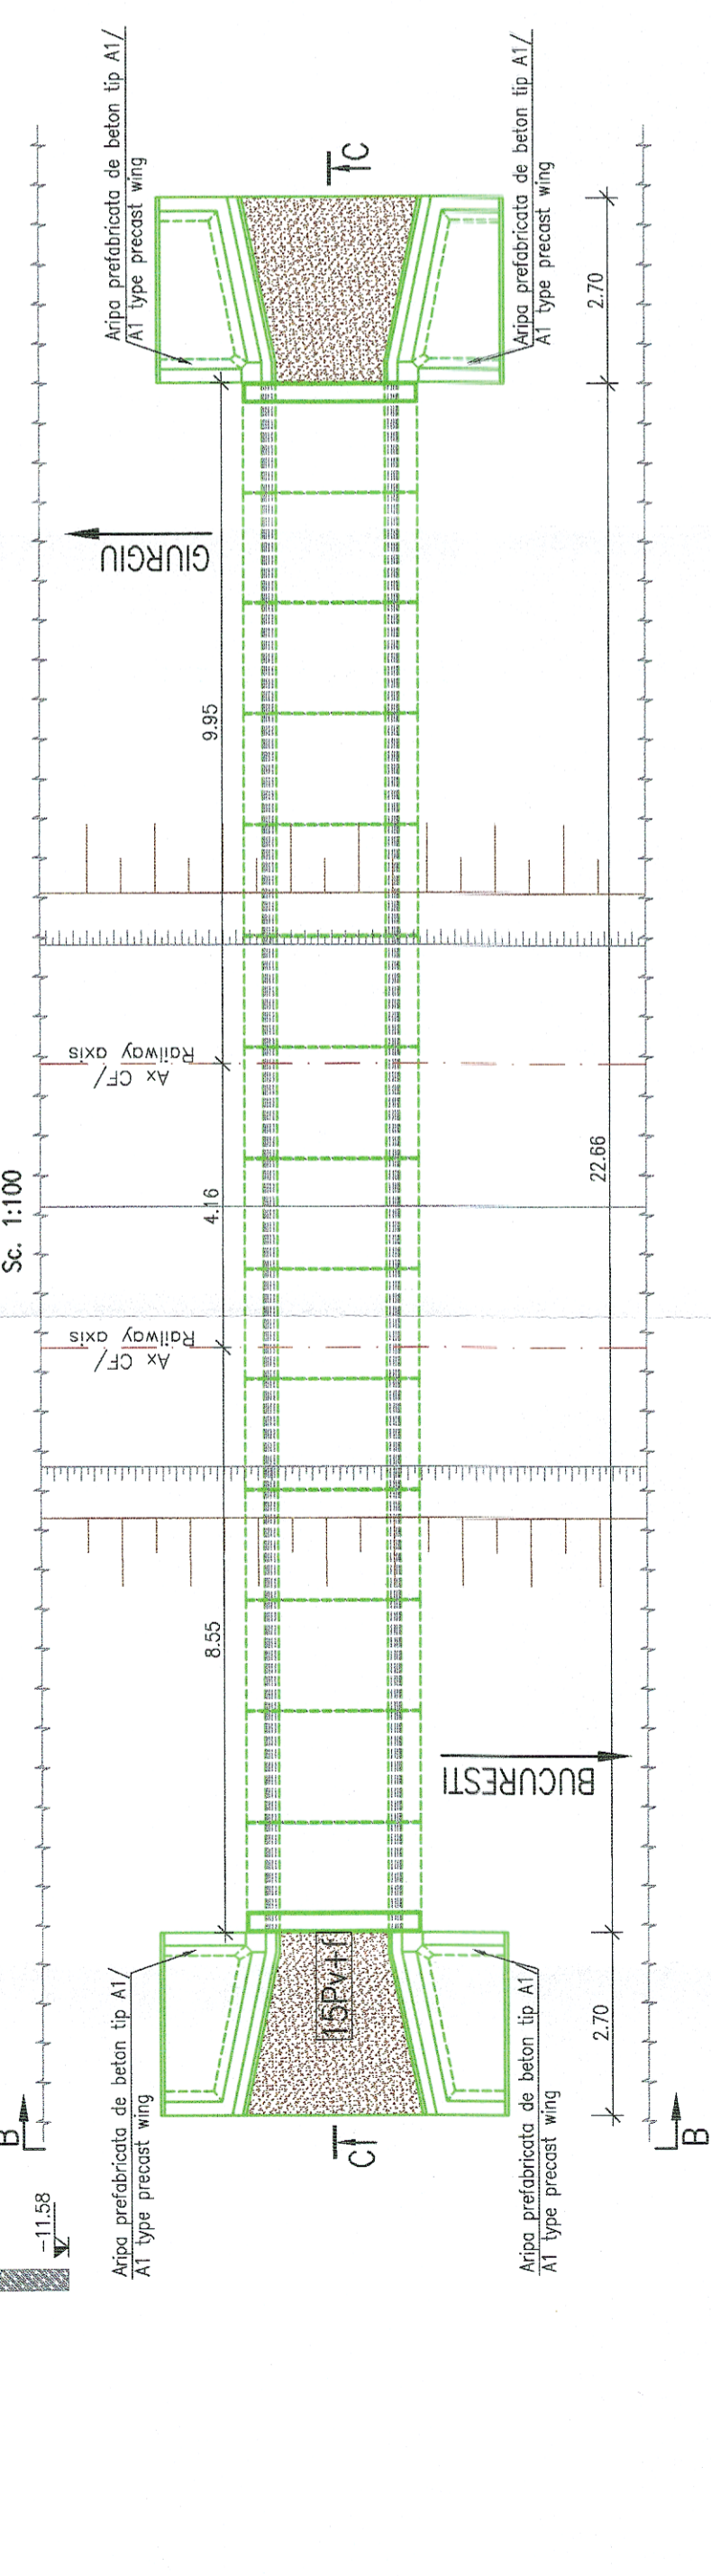 Sc. 1:100
Aripa prefabricata de beton tip A1/
A1 type precast wing
Aripa prefabricata de beton tip A1/
A1 type precast wing
C
2.70
GIURGIU
9.95
Ax CF/
Railway axis
4.16
22.66
Ax CF/
Railway axis
8.55
BUCURESTI
15Pv+f
2.70
C1
Aripa prefabricata de beton tip A1/
A1 type precast wing
Aripa prefabricata de beton tip A1/
A1 type precast wing
B
B
-11.58